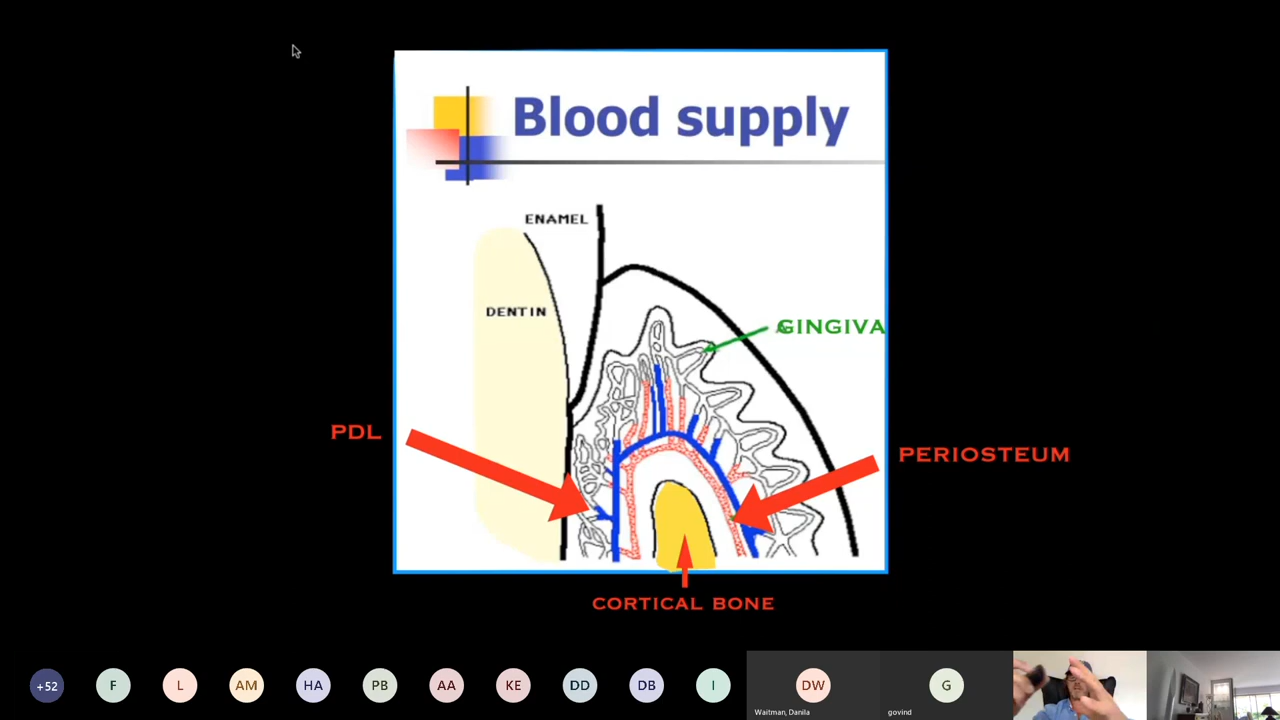 Blood supply
ENAMEL
DENTIN
GINGIVA
PDL
PERIOSTEUM
CORTICAL BONE
+52
F
L
AM
HA
PB
AA
KE
DD
DB
I
DW
G
Waitman, Danila
govind